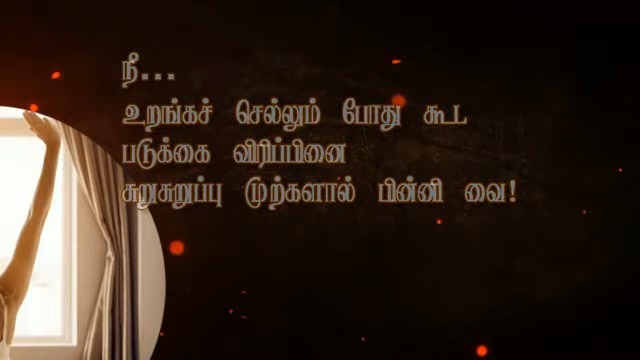 நீ...
உறங்கச் செல்லும் போது கூட
படுக்கை விரிப்பினை
சுறுசுறுப்பு முற்களால் பின்னி வை!